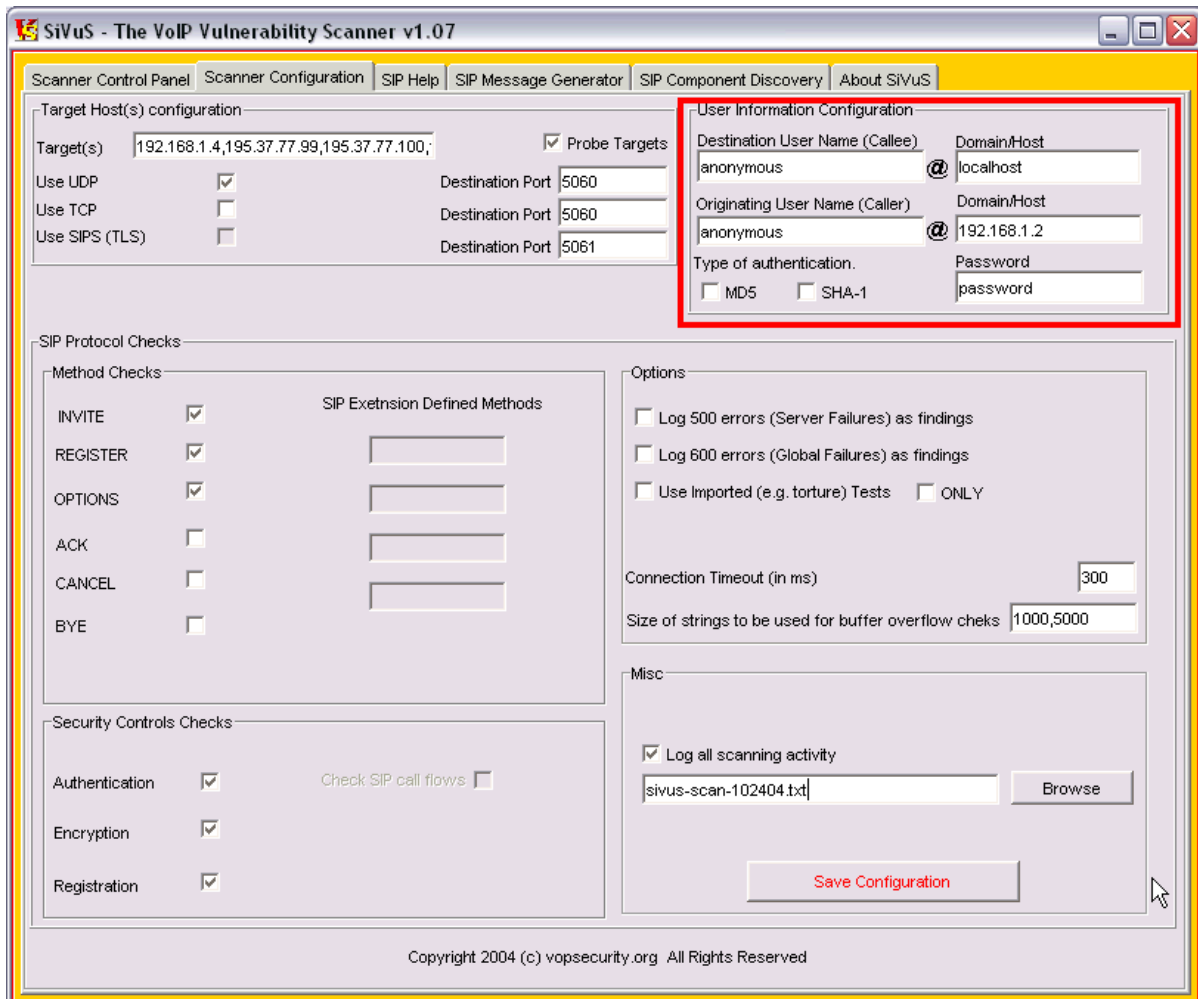 SiVuS - The VoIP Vulnerability Scanner v1.07
Scanner Control Panel
Scanner Configuration
SIP Help
SIP Message Generator
SIP Component Discovery
About SiVuS
Target Host(s) configuration
Target(s)
192.168.1.4,195.37.77.99,195.37.77.100,
Probe Targets
Use UDP
Destination Port
5060
Use TCP
Destination Port
5060
Use SIPS (TLS)
Destination Port
5061
User Information Configuration
Destination User Name (Callee)
Domain/Host
anonymous
@
localhost
Originating User Name (Caller)
Domain/Host
anonymous
@
192.168.1.2
Type of authentication.
Password
MD5
SHA-1
password
SIP Protocol Checks
Method Checks
INVITE
SIP Exetnsion Defined Methods
REGISTER
OPTIONS
ACK
CANCEL
BYE
Options
Log 500 errors (Server Failures) as findings
Log 600 errors (Global Failures) as findings
Use Imported (e.g. torture) Tests
ONLY
Connection Timeout (in ms)
300
Size of strings to be used for buffer overflow cheks
1000,5000
Security Controls Checks
Authentication
Check SIP call flows
Encryption
Registration
Misc
Log all scanning activity
sivus-scan-102404.txt
Browse
Save Configuration
Copyright 2004 (c) vopsecurity.org All Rights Reserved